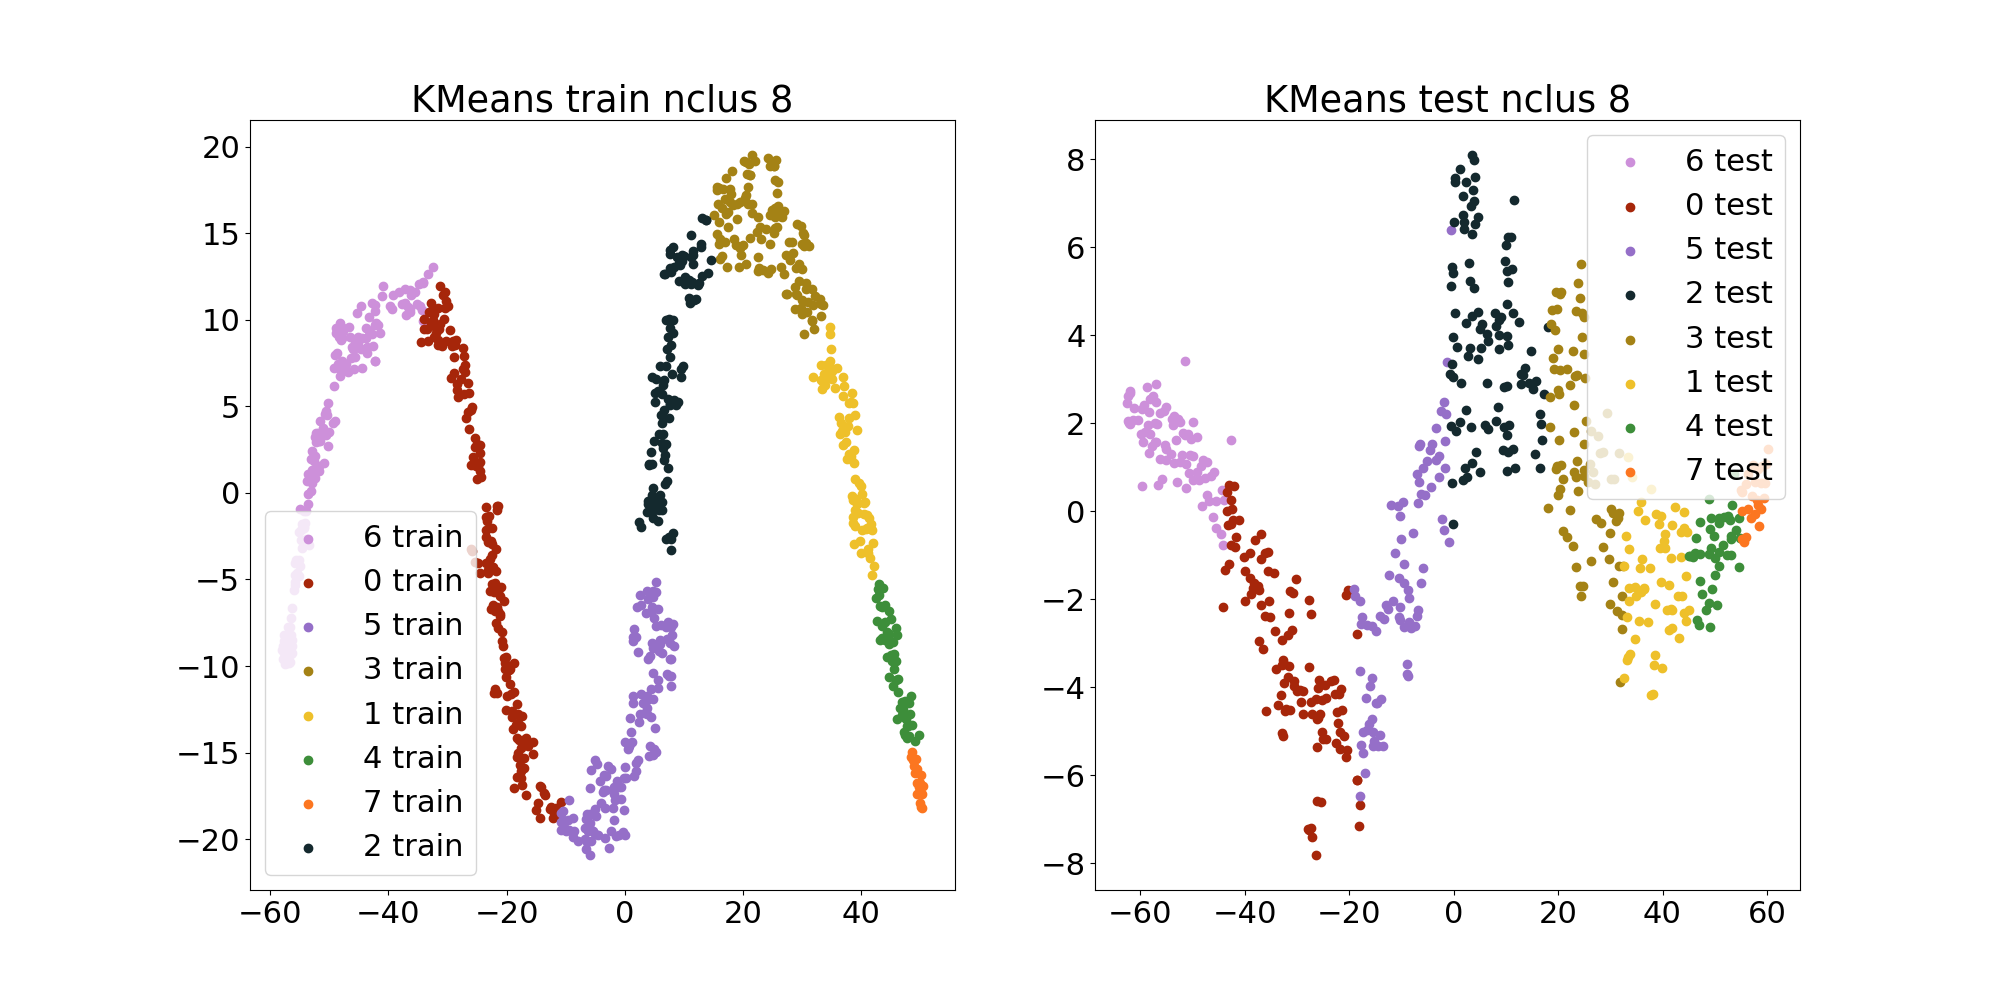 KMeans train nclus 8
20
15
10
5
0
−5
−10
−15
−20
−60
−40
−20
0
20
40
6 train
0 train
5 train
3 train
1 train
4 train
7 train
2 train
KMeans test nclus 8
8
6
4
2
0
−2
−4
−6
−8
−60
−40
−20
0
20
40
60
6 test
0 test
5 test
2 test
3 test
1 test
4 test
7 test